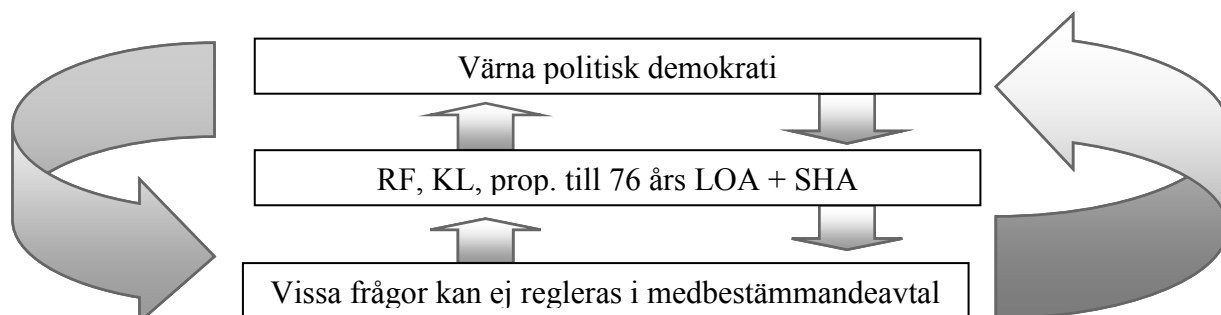 Värna politisk demokrati
RF, KL, prop. till 76 års LOA + SHA
Vissa frågor kan ej regleras i medbestämmandeavtal